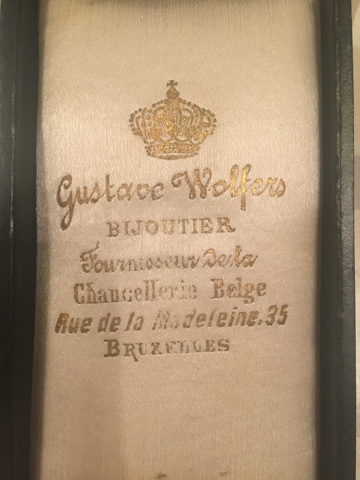 Gustave Wolfers
BIJOUTIER
Fournisseur De la
Chancellerie Belge
Rue de la Madeleine, 35
BRUXELLES